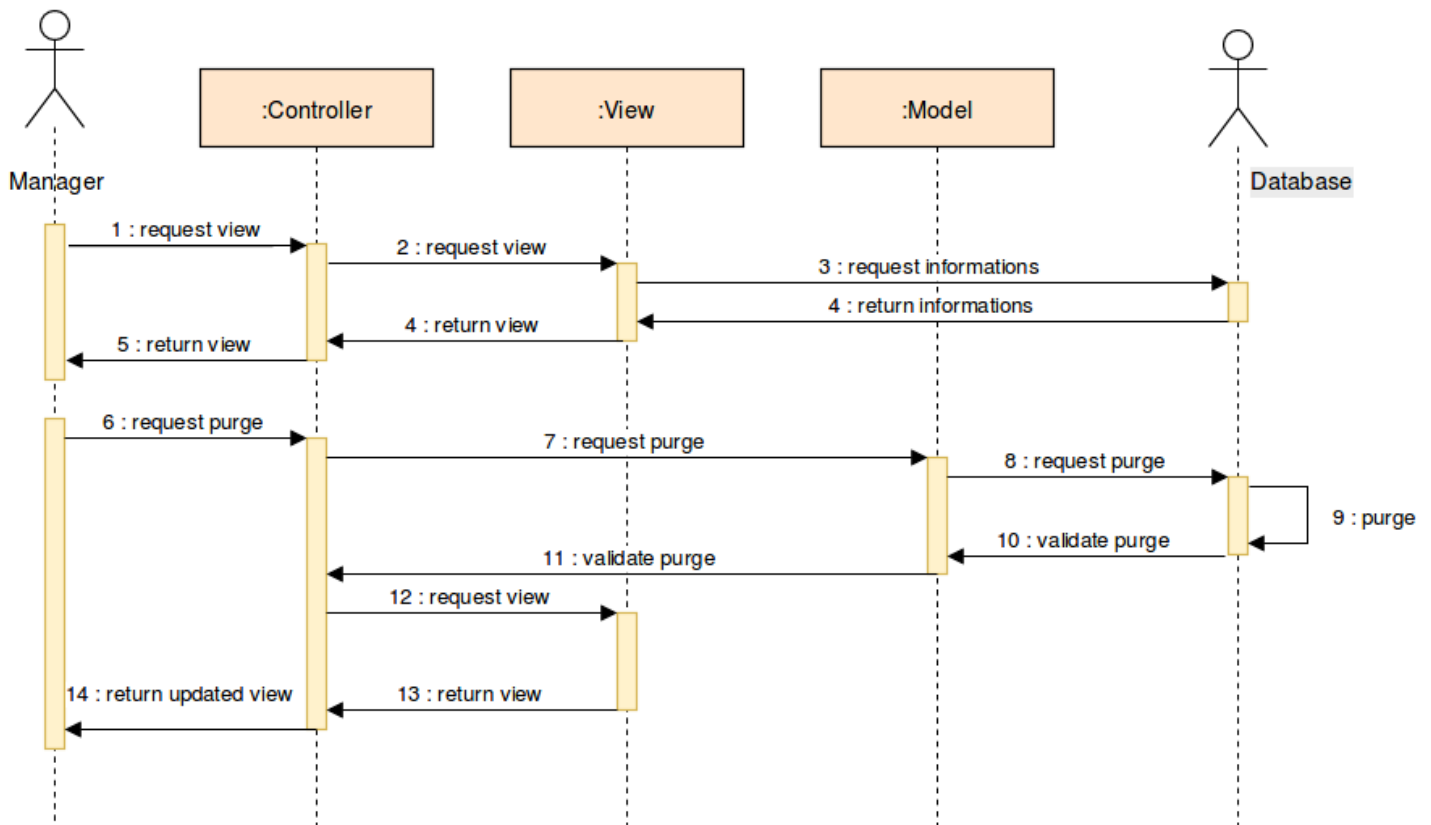 :Controller
:View
:Model
Manager
Database
1 : request view
2 : request view
3 : request informations
4 : return informations
4 : return view
5 : return view
6 : request purge
7 : request purge
8 : request purge
9 : purge
10 : validate purge
11 : validate purge
12 : request view
13 : return view
14 : return updated view